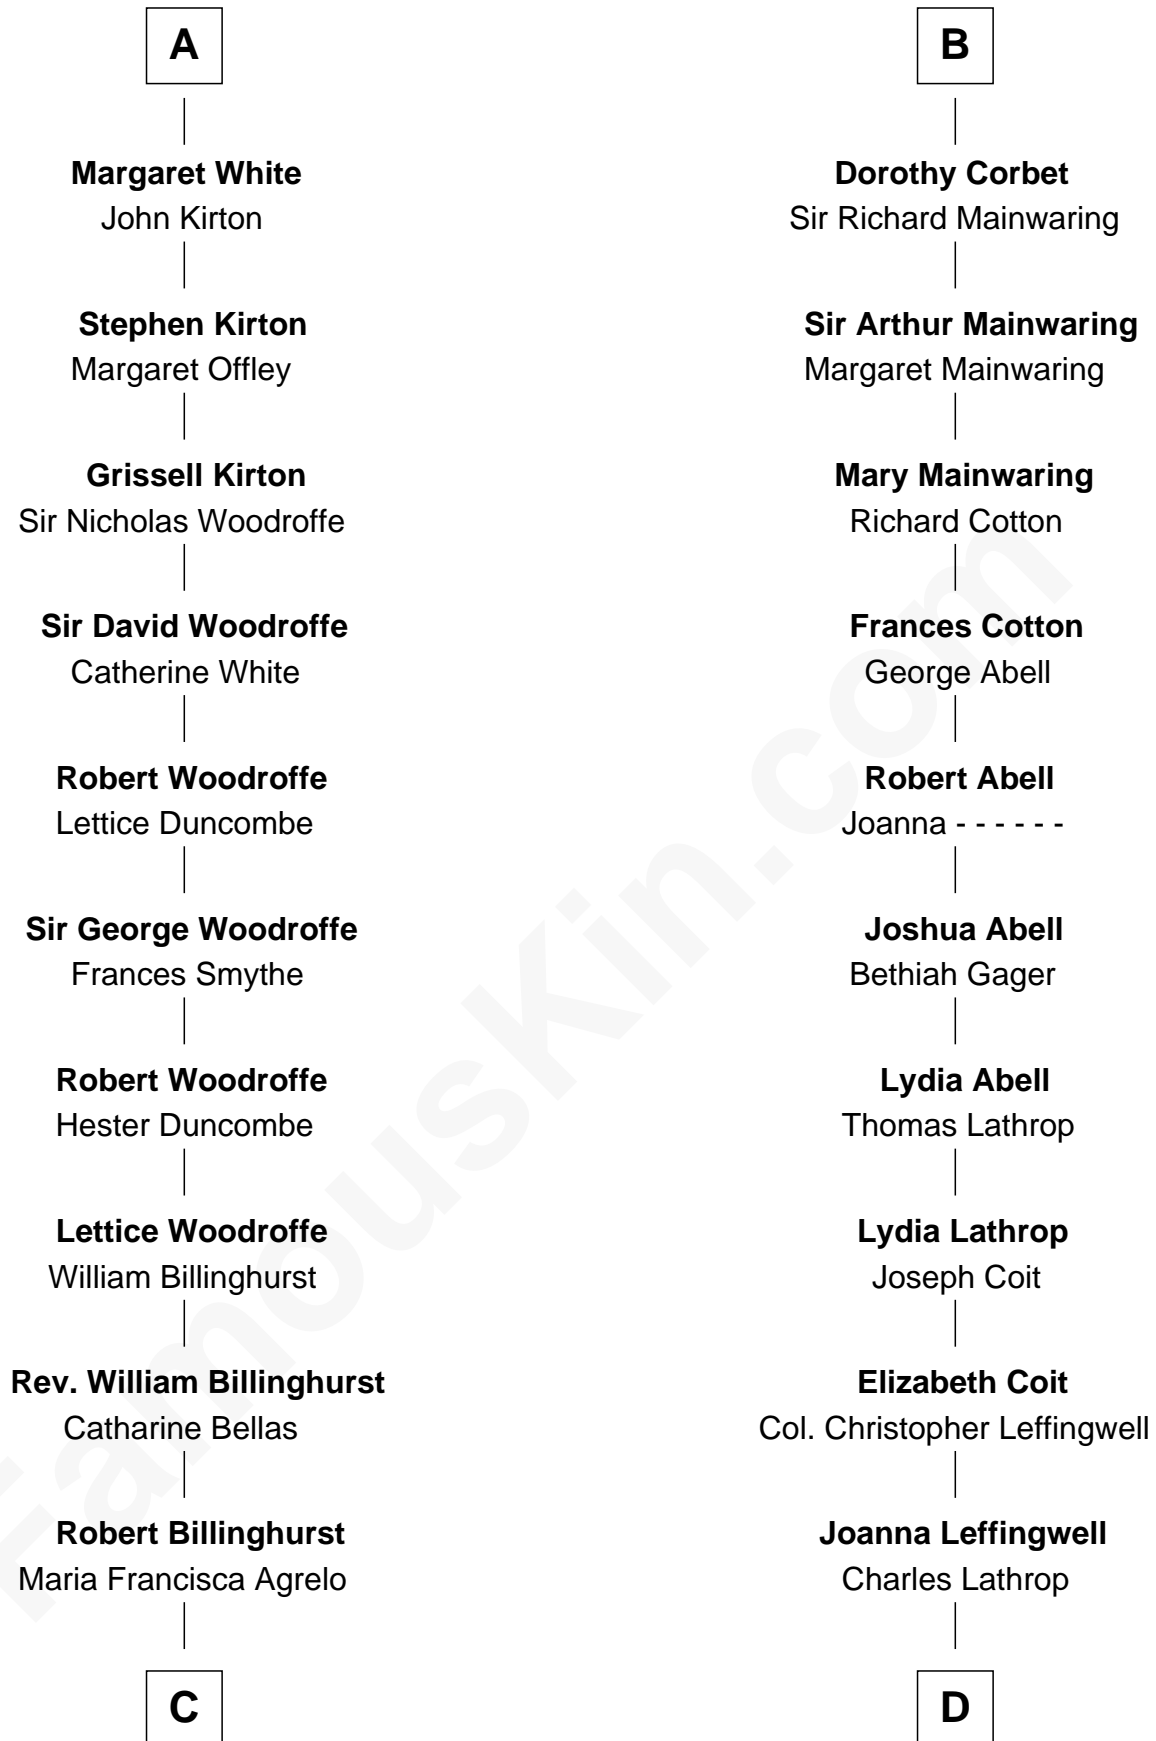 A
Margaret White
John Kirton
Stephen Kirton
Margaret Offley
Grissell Kirton
Sir Nicholas Woodroffe
Sir David Woodroffe
Catherine White
Robert Woodroffe
Lettice Duncombe
Sir George Woodroffe
Frances Smythe
Robert Woodroffe
Hester Duncombe
Lettice Woodroffe
William Billinghurst
Rev. William Billinghurst
Catharine Bellas
Robert Billinghurst
Maria Francisca Agrelo
C
B
Dorothy Corbet
Sir Richard Mainwaring
Sir Arthur Mainwaring
Margaret Mainwaring
Mary Mainwaring
Richard Cotton
Frances Cotton
George Abell
Robert Abell
Joanna - - - - - -
Joshua Abell
Bethiah Gager
Lydia Abell
Thomas Lathrop
Lydia Lathrop
Joseph Coit
Elizabeth Coit
Col. Christopher Leffingwell
Joanna Leffingwell
Charles Lathrop
D
FamousKin.com